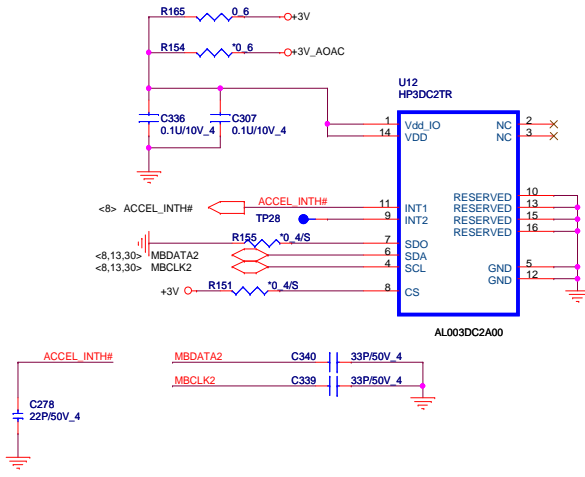 R165 0_6 +3V
R154 *0_6 +3V_AOAC
U12
HP3DC2TR
C336
0.1U/10V_4
C307
0.1U/10V_4
1 Vdd_IO NC 2
14 VDD NC 3
RESERVED 10
<8> ACCEL_INTH# ACCEL_INTH# 11 INT1 RESERVED 13
TP28 9 INT2 RESERVED 15
RESERVED 16
R155 *0_4/S 7 SDO
<8,13,30> MBDATA2 6 SDA
<8,13,30> MBCLK2 4 SCL GND 5
GND 12
+3V R151 *0_4/S 8 CS
AL003DC2A00
ACCEL_INTH#
MBDATA2 C340 33P/50V_4
MBCLK2 C339 33P/50V_4
C278
22P/50V_4